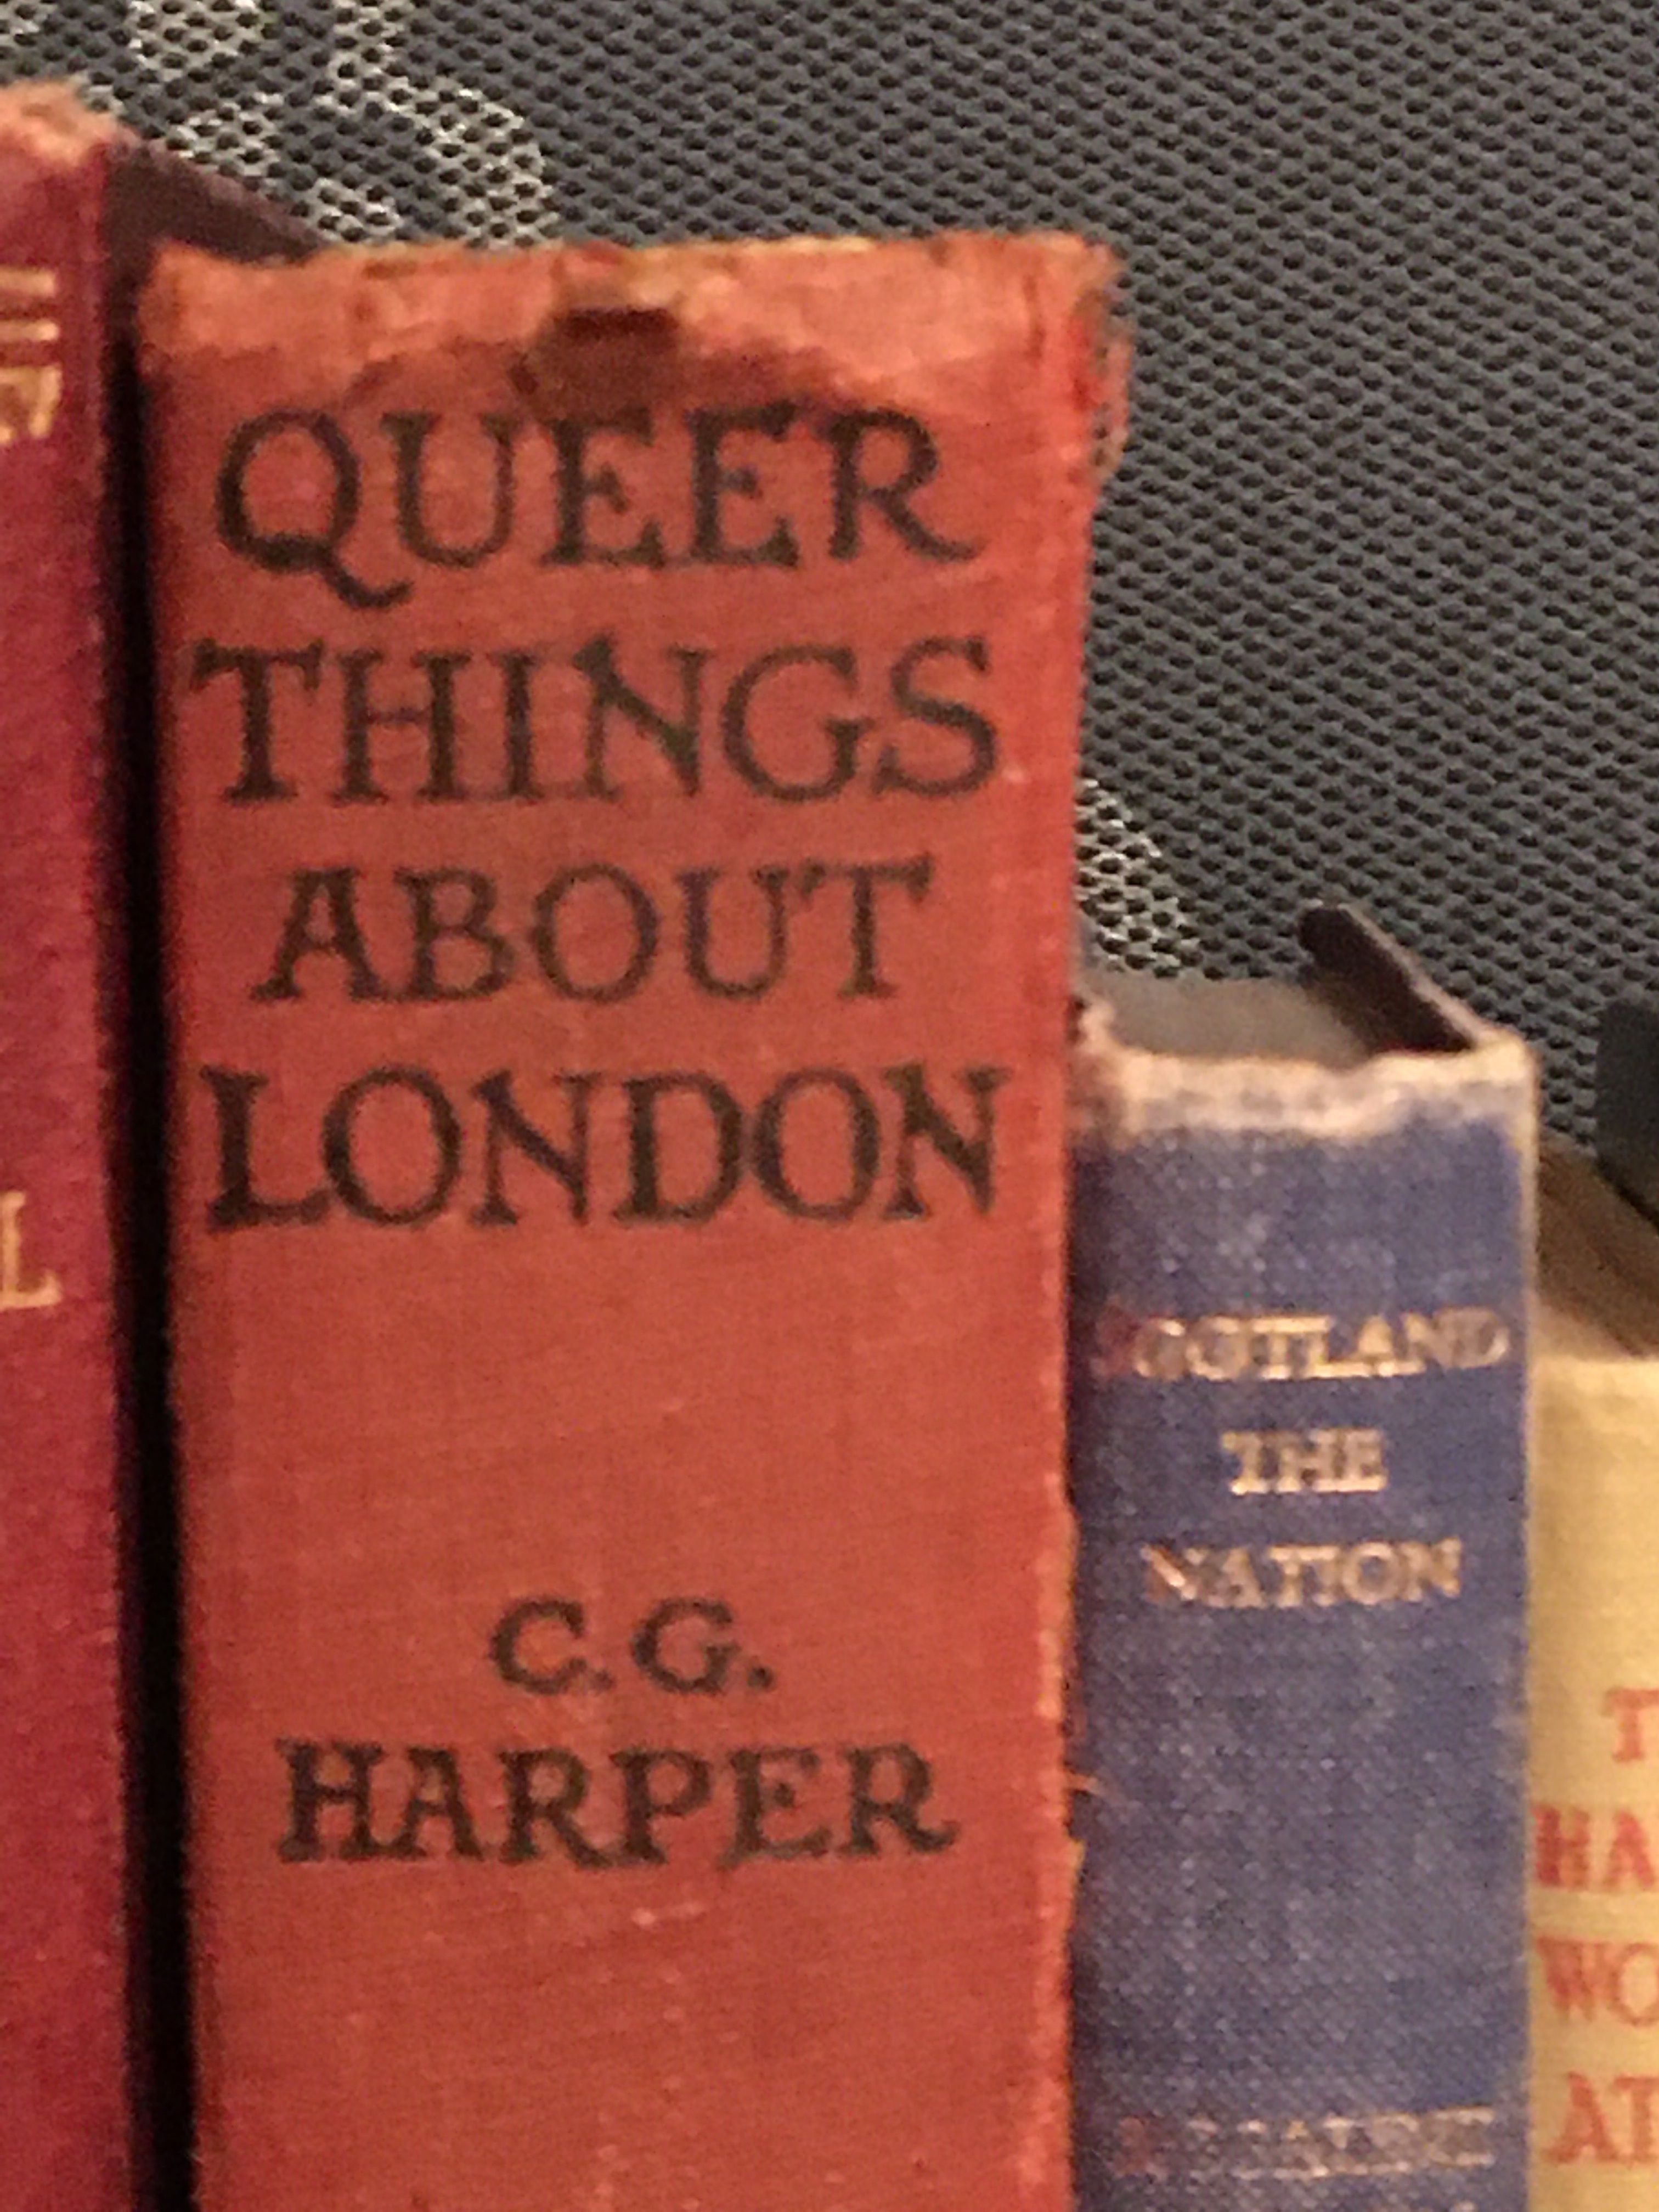 QUEER
THINGS
ABOUT
LONDON
C.G.
HARPER
SCOTLAND
THE
NATION